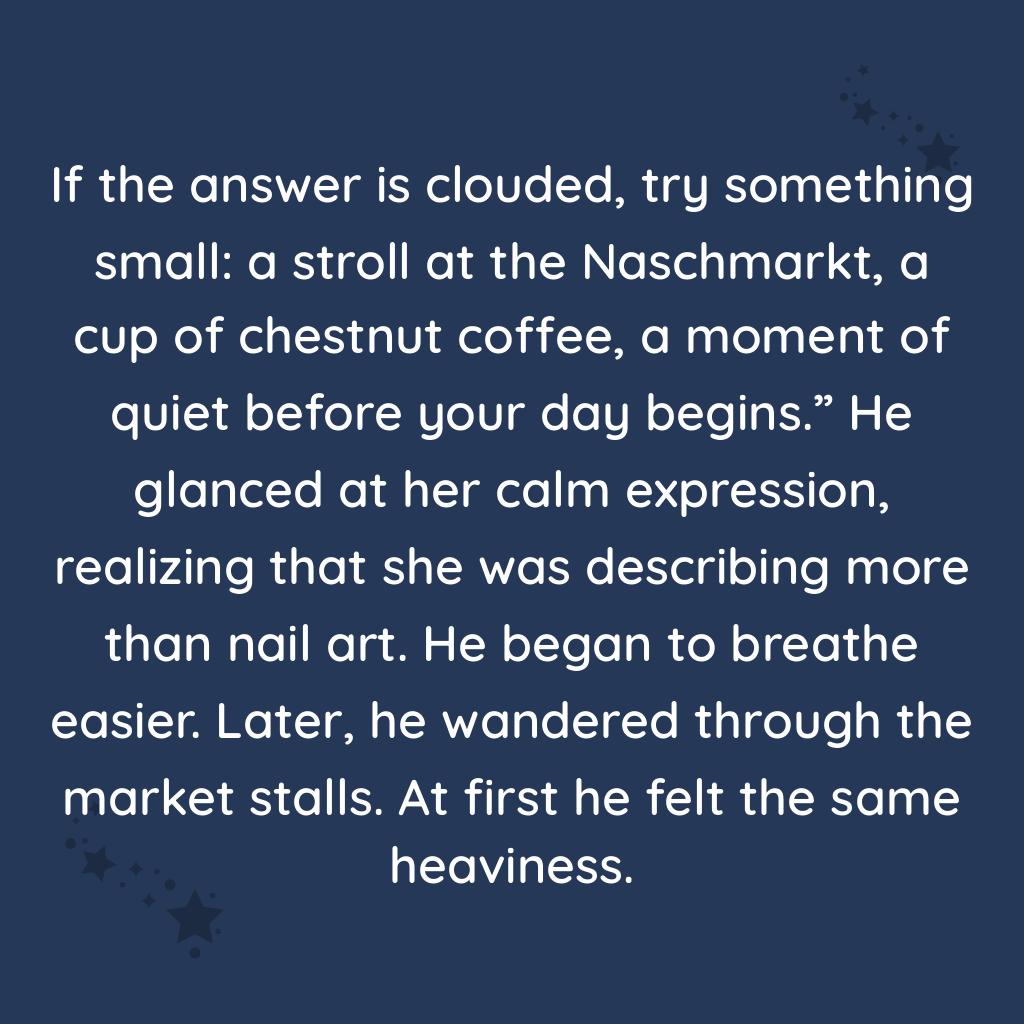 If the answer is clouded, try something
small: a stroll at the Naschmarkt, a
cup of chestnut coffee, a moment of
quiet before your day begins.” He
glanced at her calm expression,
realizing that she was describing more
than nail art. He began to breathe
easier. Later, he wandered through the
market stalls. At first he felt the same
heaviness.